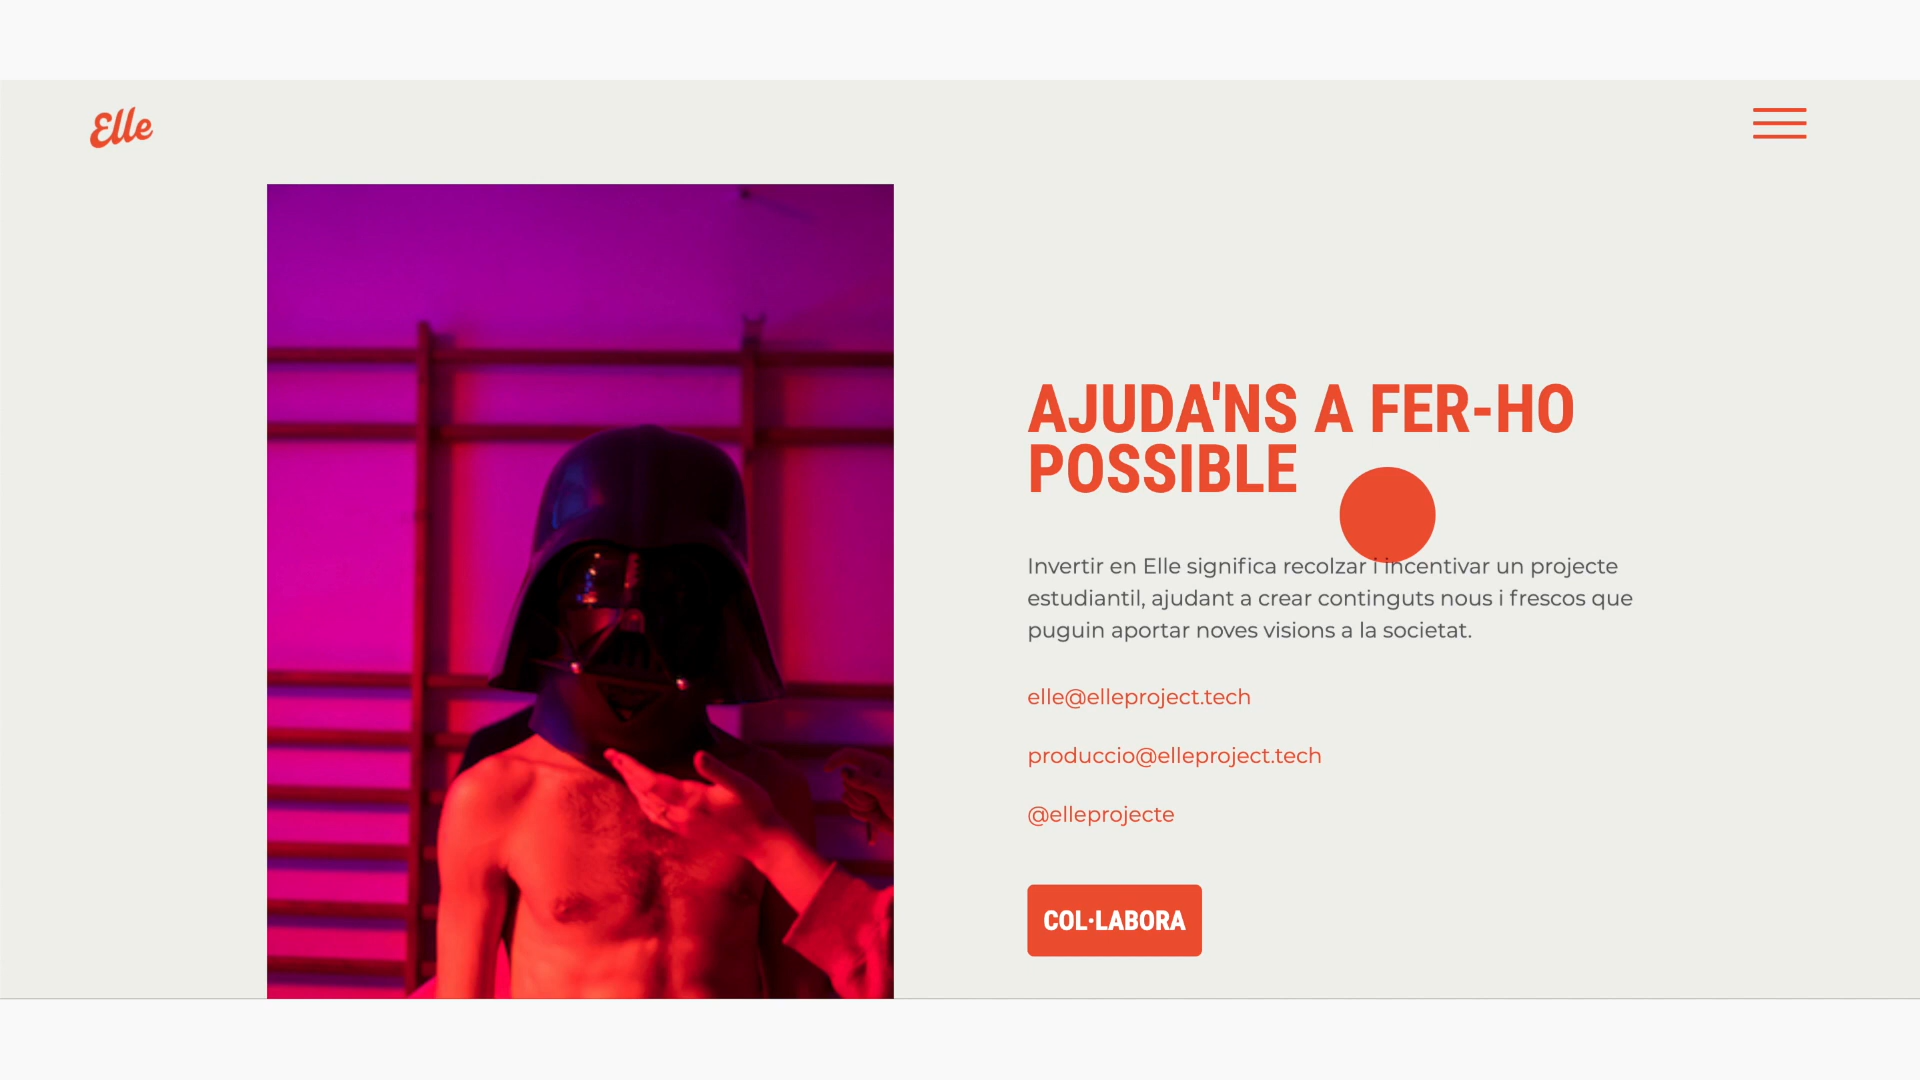 Elle
AJUDA'NS A FER-HO
POSSIBLE
Invertir en Elle significa recolzar i incentivar un projecte
estudiantil, ajudant a crear continguts nous i frescos que
puguin aportar noves visions a la societat.
elle@elleproject.tech
produccio@elleproject.tech
@elleprojecte
COL·LABORA